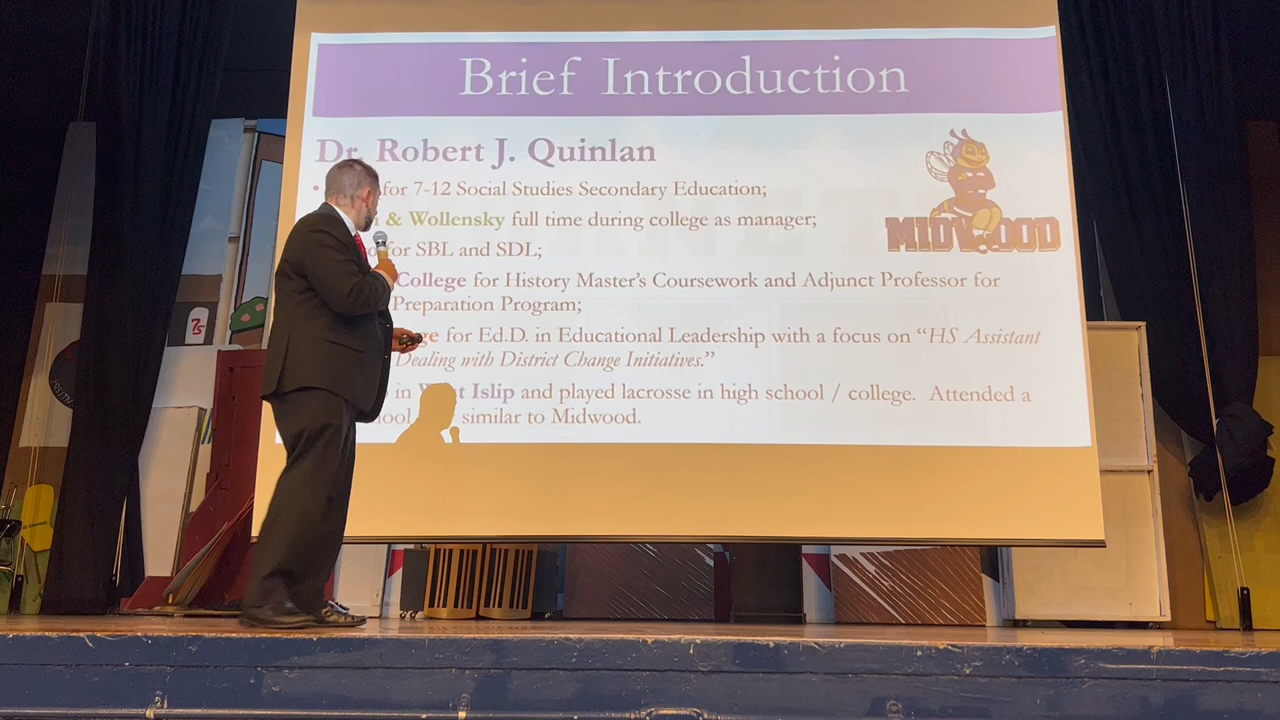 Brief Introduction
Dr. Robert J. Quinlan
for 7-12 Social Studies Secondary Education;
& Wollensky full time during college as manager;
for SBL and SDL;
College for History Master's Coursework and Adjunct Professor for
Preparation Program;
for Ed.D. in Educational Leadership with a focus on “HS Assistant
Dealing with District Change Initiatives.”
in West Islip and played lacrosse in high school / college. Attended a
similar to Midwood.
MIDWOOD
75